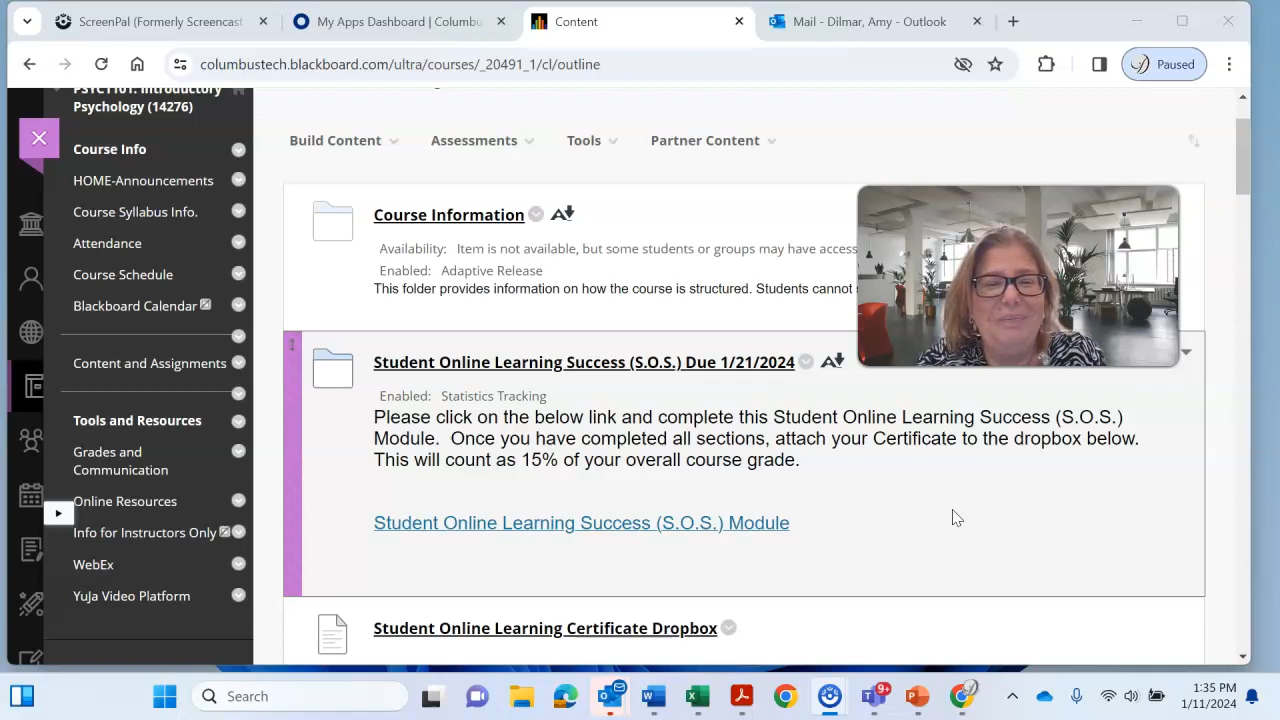 ScreenPal (Formerly Screencast
My Apps Dashboard | Columbu
Content
Mail - Dilmar, Amy - Outlook
columbustech.blackboard.com/ultra/courses/_20491_1/cl/outline
Paused
PSYC1101: Introductory
Psychology (14276)
Course Info
HOME-Announcements
Course Syllabus Info.
Attendance
Course Schedule
Blackboard Calendar
Content and Assignments
Tools and Resources
Grades and
Communication
Online Resources
Info for Instructors Only
WebEx
YuJa Video Platform
Build Content
Assessments
Tools
Partner Content
Course Information
Availability: Item is not available, but some students or groups may have access
Enabled: Adaptive Release
This folder provides information on how the course is structured. Students cannot
Student Online Learning Success (S.O.S.) Due 1/21/2024
Enabled: Statistics Tracking
Please click on the below link and complete this Student Online Learning Success (S.O.S.)
Module. Once you have completed all sections, attach your Certificate to the dropbox below.
This will count as 15% of your overall course grade.
Student Online Learning Success (S.O.S.) Module
Student Online Learning Certificate Dropbox
Search
9+
1:35 PM
1/11/2024